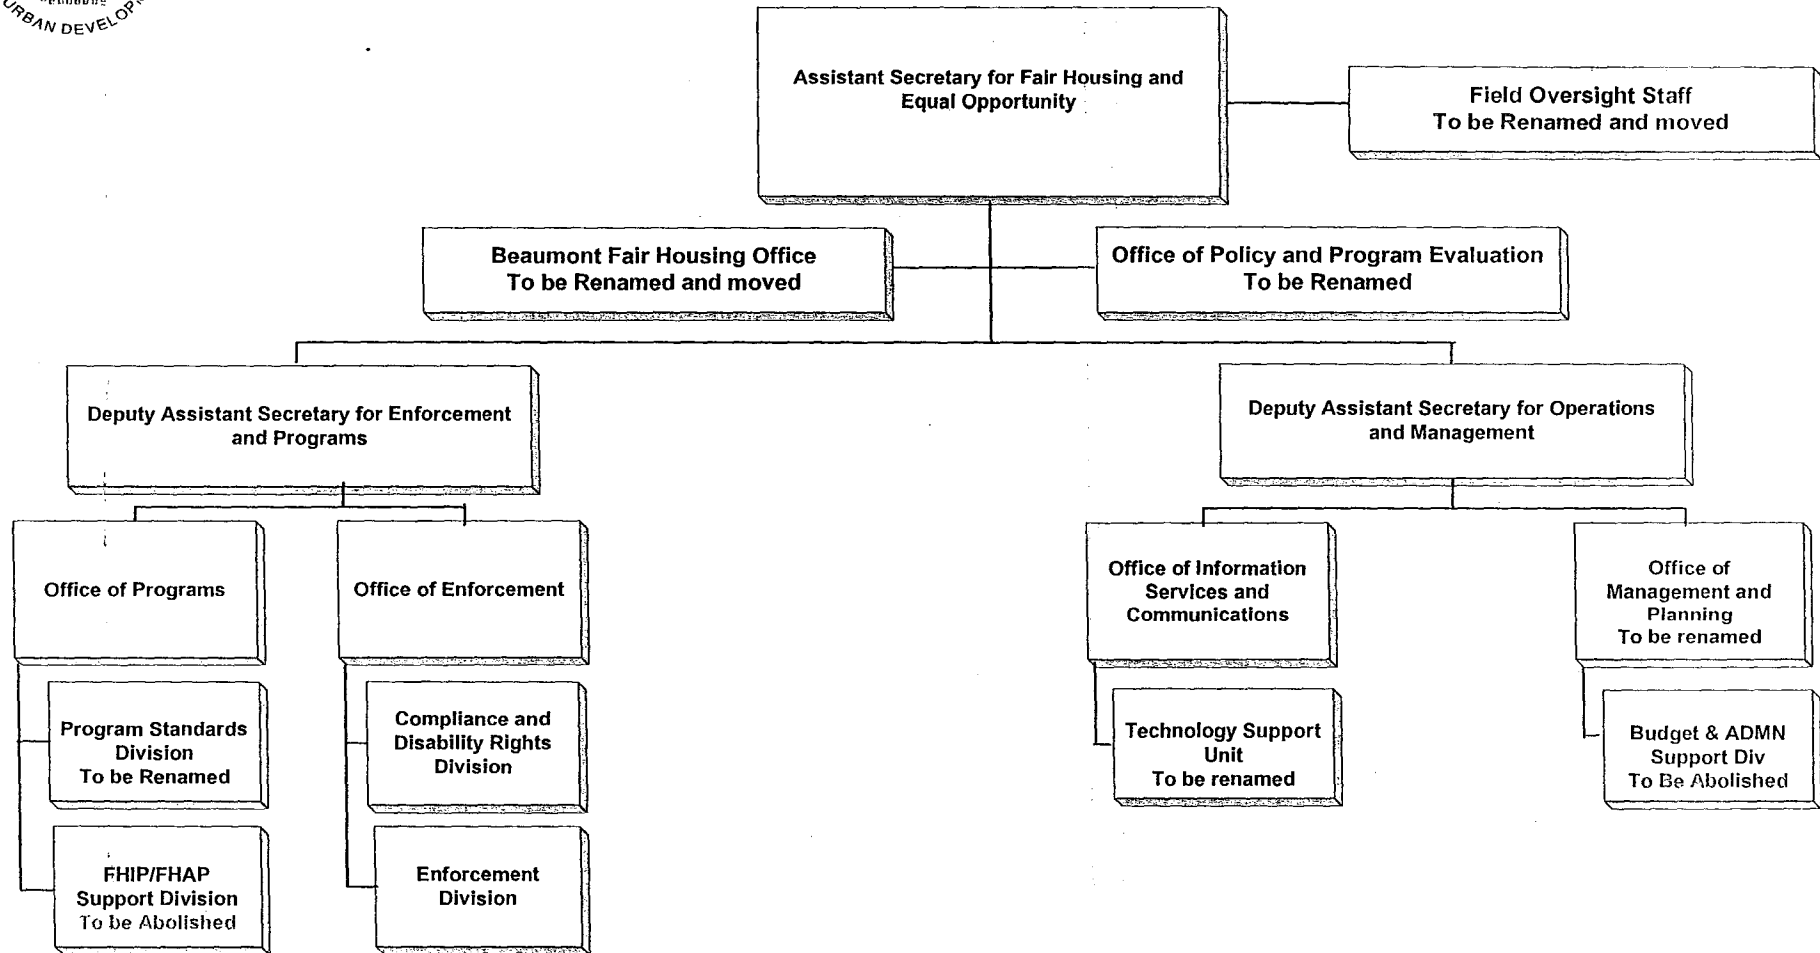 URBAN
Assistant Secretary for Fair Housing and
Equal Opportunity
Field Oversight Staff
To be Renamed and moved
Beaumont Fair Housing Office
To be Renamed and moved
Office of Policy and Program Evaluation
To be Renamed
Deputy Assistant Secretary for Enforcement
and Programs
Deputy Assistant Secretary for Operations
and Management
Office of Programs
Office of Enforcement
Office of Information
Services and
Communications
Office of
Management and
Planning
To be renamed
Program Standards
Division
To be Renamed
Compliance and
Disability Rights
Division
Technology Support
Unit
To be renamed
Budget & ADMN
Support Div
To Be Abolished
FHIP/FHAP
Support Division
To be Abolished
Enforcement
Division